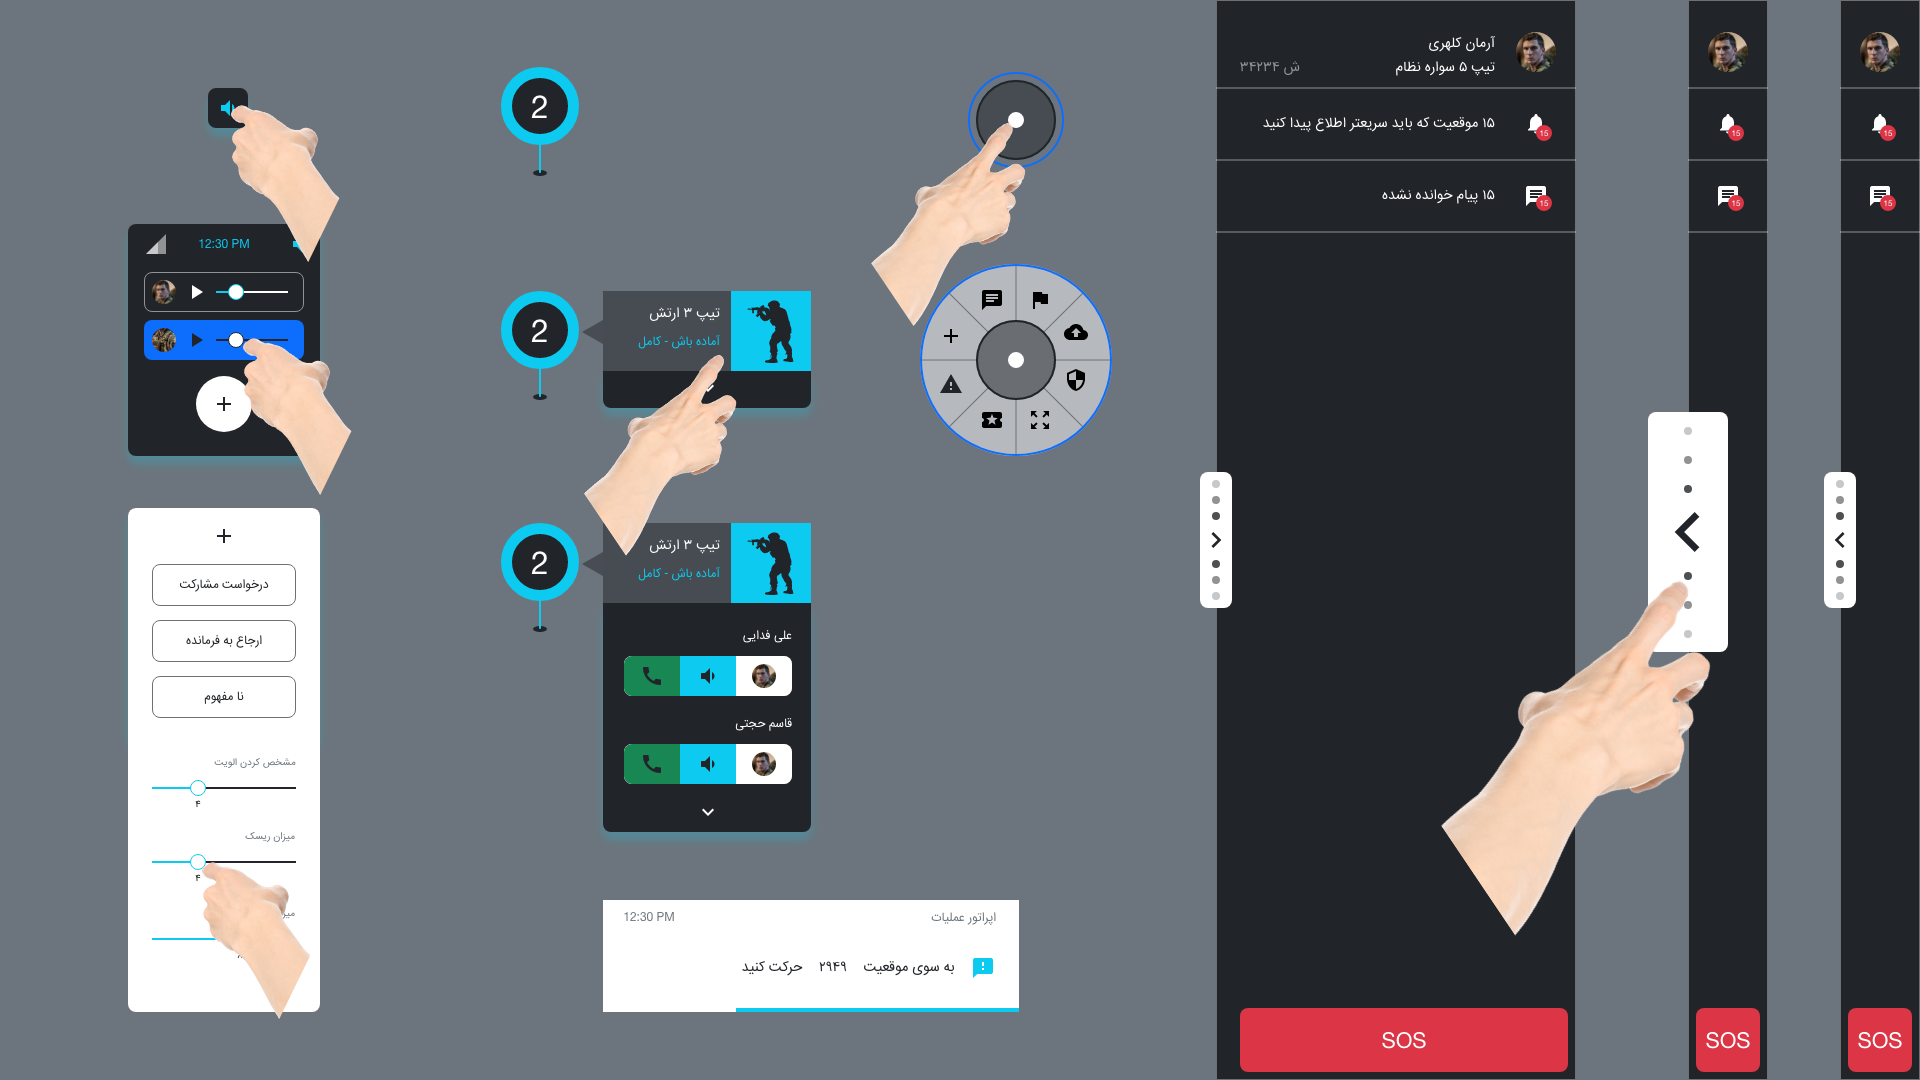 12:30 PM
+
درخواست مشارکت
ارجاع به فرمانده
نا مفهوم
مشخص کردن الویت
۴
میزان ریسک
۴
2
2
تیپ ۳ ارتش
آماده باش - کامل
2
تیپ ۳ ارتش
آماده باش - کامل
علی فدایی
قاسم حجتی
اپراتور عملیات
12:30 PM
به سوی موقعیت ۲۹۴۹ حرکت کنید
آرمان کلهری
تیپ ۵ سواره نظام
ش ۳۴۲۳۴
۱۵ موقعیت که باید سریعتر اطلاع پیدا کنید
15
۱۵ پیام خوانده نشده
15
SOS
15
15
SOS
15
15
SOS